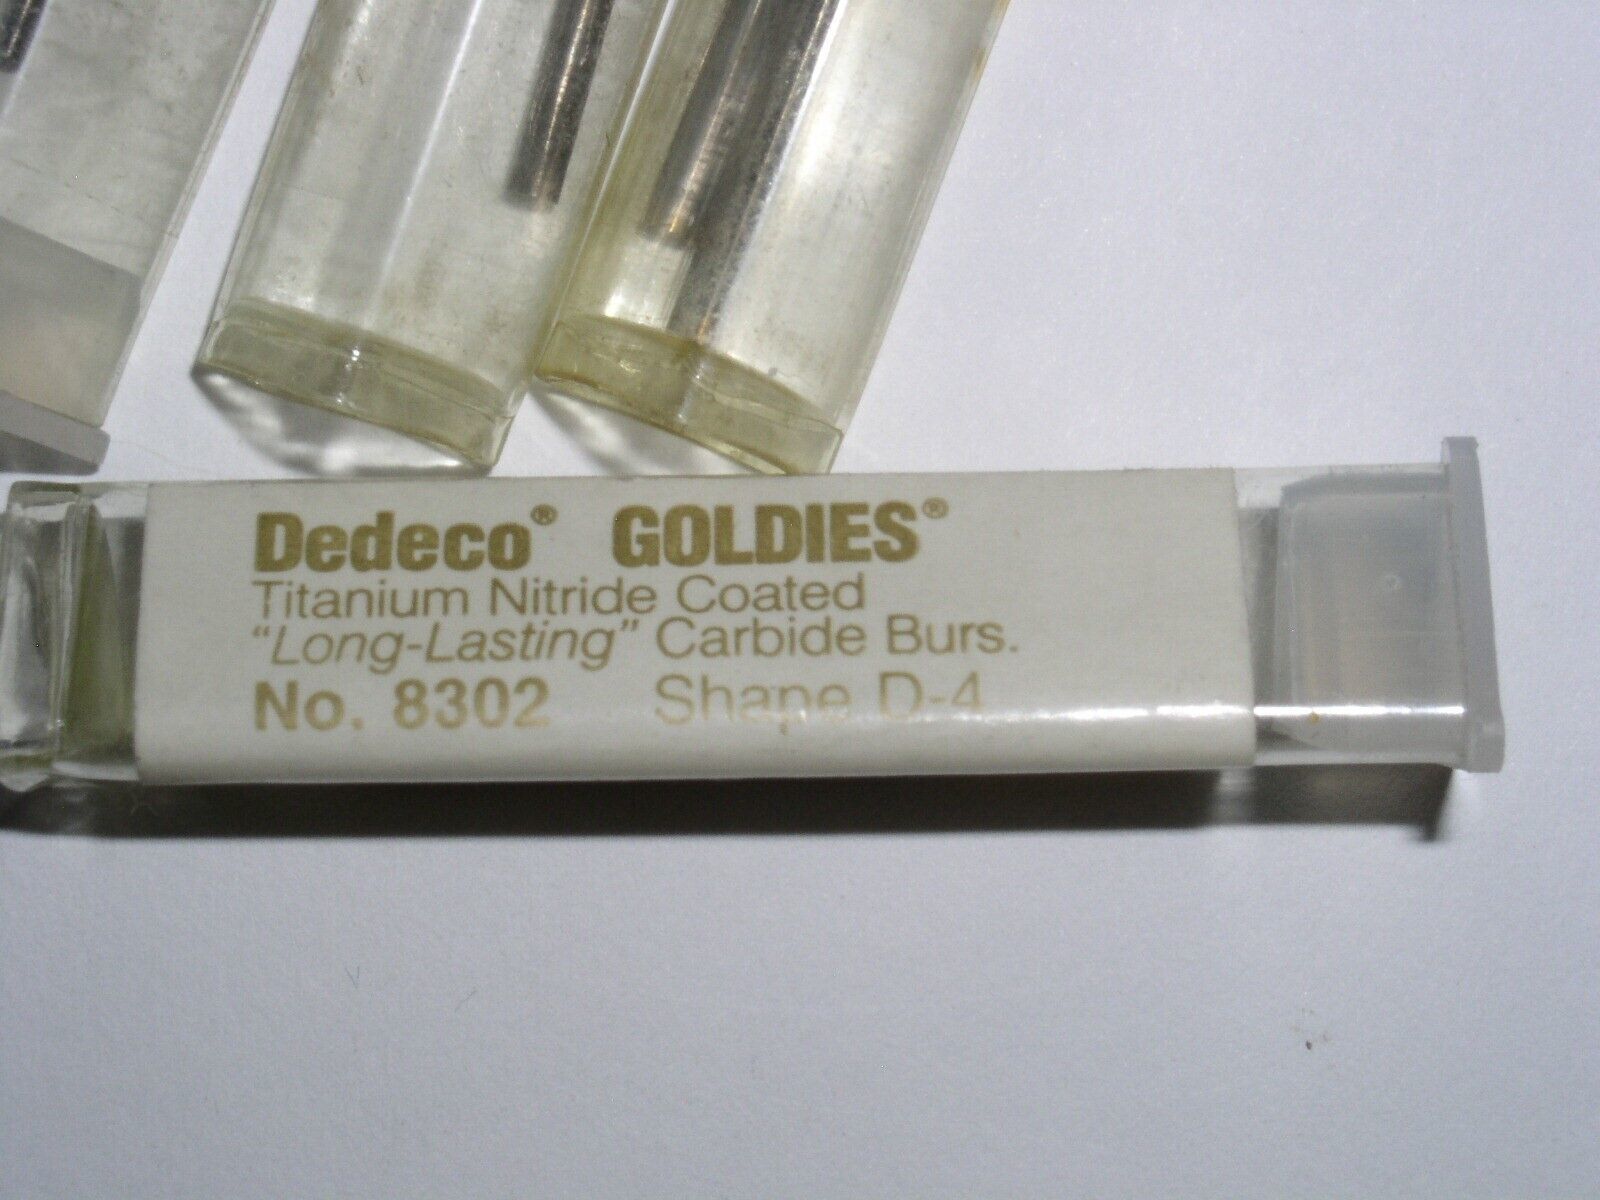 Dedeco® GOLDIES®
Titanium Nitride Coated
"Long-Lasting" Carbide Burs.
No. 8302 Shape D-4